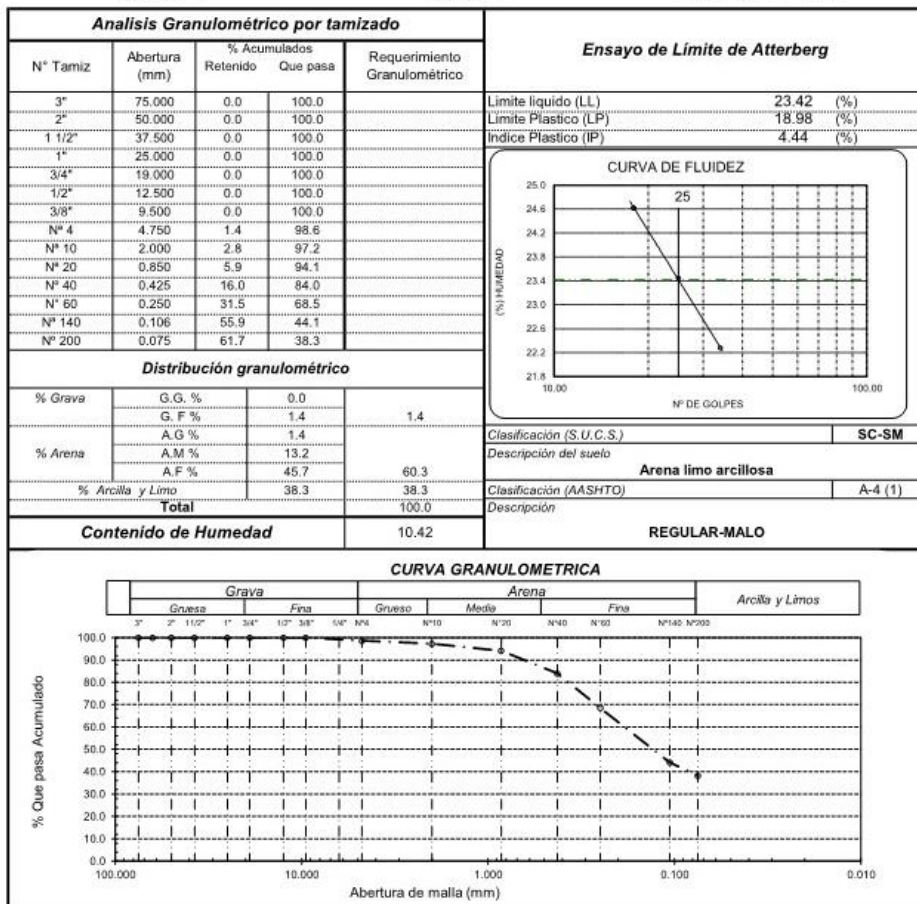 Analisis Granulométrico por tamizado
N° Tamiz Abertura (mm) % Acumulados Retenido Que pasa Requerimiento Granulométrico
3" 75.000 0.0 100.0
2" 50.000 0.0 100.0
1 1/2" 37.500 0.0 100.0
1" 25.000 0.0 100.0
3/4" 19.000 0.0 100.0
1/2" 12.500 0.0 100.0
3/8" 9.500 0.0 100.0
Nª 4 4.750 1.4 98.6
Nª 10 2.000 2.8 97.2
Nª 20 0.850 5.9 94.1
Nª 40 0.425 16.0 84.0
N° 60 0.250 31.5 68.5
Nª 140 0.106 55.9 44.1
Nº 200 0.075 61.7 38.3
Distribución granulométrico
% Grava G.G. % 0.0
G. F % 1.4 1.4
A.G % 1.4
% Arena A.M % 13.2
A.F % 45.7 60.3
% Arcilla y Limo 38.3 38.3
Total 100.0
Contenido de Humedad 10.42
Ensayo de Límite de Atterberg
Limite liquido (LL) 23.42 (%)
Limite Plastico (LP) 18.98 (%)
Indice Plastico (IP) 4.44 (%)
CURVA DE FLUIDEZ
25
25.0
24.6
24.2
23.8
23.4
23.0
22.6
22.2
21.8
(%) HUMEDAD
10.00 100.00
Nº DE GOLPES
Clasificación (S.U.C.S.) SC-SM
Descripción del suelo
Arena limo arcillosa
Clasificación (AASHTO) A-4 (1)
Descripción
REGULAR-MALO
CURVA GRANULOMETRICA
Grava Arena Arcilla y Limos
Gruesa Fina Grueso Media Fina
3" 2" 11/2" 1" 3/4" 1/2" 3/8" 1/4" N°4 N°10 N°20 N°40 N°60 N°140 N°200
100.0
90.0
80.0
70.0
60.0
50.0
40.0
30.0
20.0
10.0
0.0
% Que pasa Acumulado
100.000 10.000 1.000 0.100 0.010
Abertura de malla (mm)